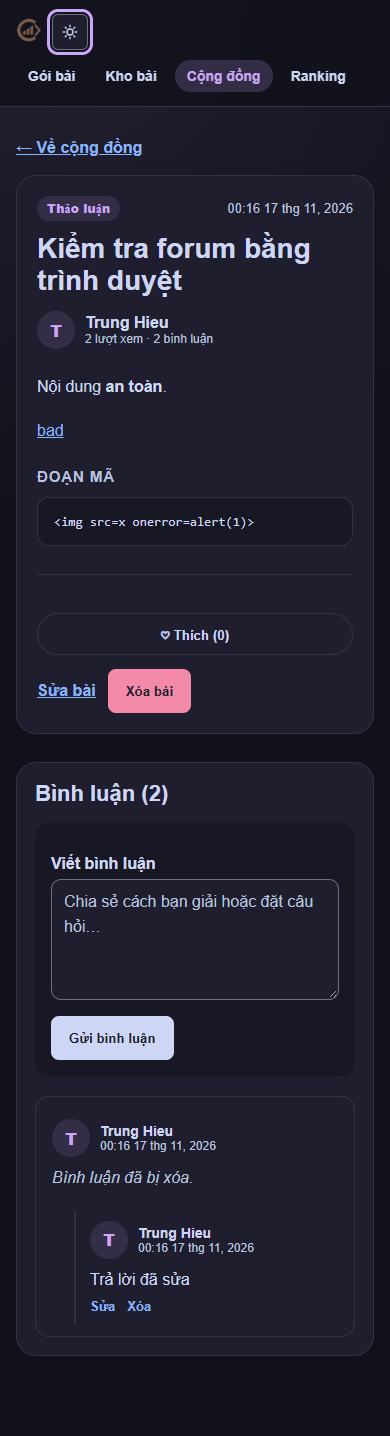 Gói bài Kho bài Cộng đồng Ranking
← Về cộng đồng
Thảo luận 00:16 17 thg 11, 2026
Kiểm tra forum bằng
trình duyệt
T Trung Hieu
2 lượt xem · 2 bình luận
Nội dung an toàn.
bad
ĐOẠN MÃ
<img src=x onerror=alert(1)>
♡ Thích (0)
Sửa bài Xóa bài
Bình luận (2)
Viết bình luận
Chia sẻ cách bạn giải hoặc đặt câu
hỏi...
Gửi bình luận
T Trung Hieu
00:16 17 thg 11, 2026
Bình luận đã bị xóa.
T Trung Hieu
00:16 17 thg 11, 2026
Trả lời đã sửa
Sửa Xóa